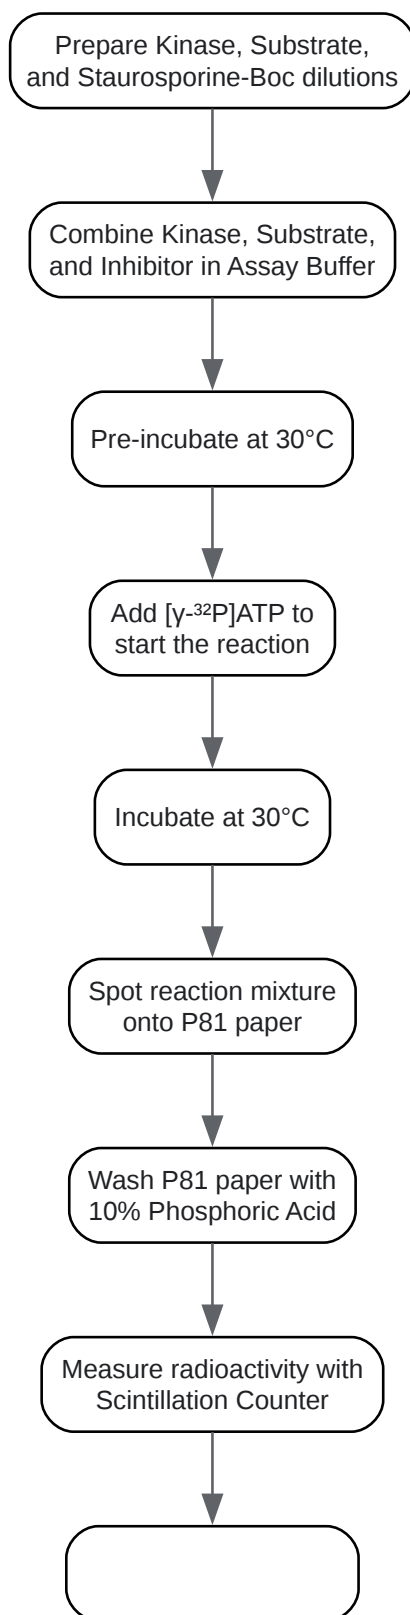 Prepare Kinase, Substrate,
and Staurosporine-Boc dilutions
Combine Kinase, Substrate,
and Inhibitor in Assay Buffer
Pre-incubate at 30°C
Add [γ-³²P]ATP to
start the reaction
Incubate at 30°C
Spot reaction mixture
onto P81 paper
Wash P81 paper with
10% Phosphoric Acid
Measure radioactivity with
Scintillation Counter